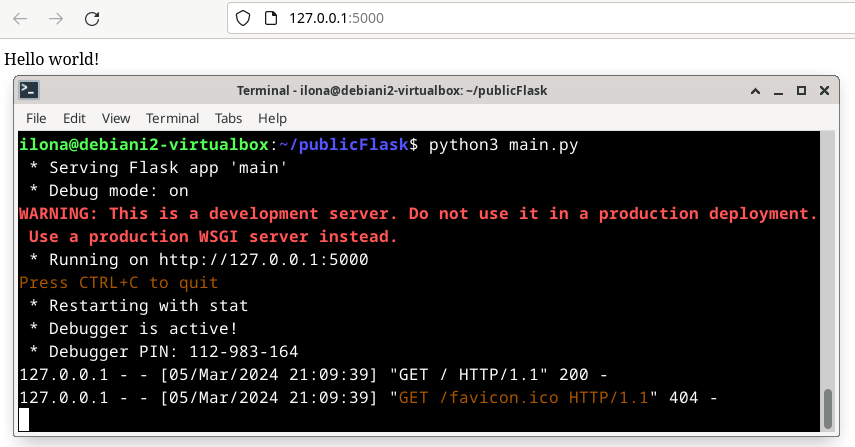 127.0.0.1:5000
Hello world!
Terminal - ilona@debiani2-virtualbox: ~/publicFlask
File Edit View Terminal Tabs Help
ilona@debiani2-virtualbox:~/publicFlask$ python3 main.py
 * Serving Flask app 'main'
 * Debug mode: on
WARNING: This is a development server. Do not use it in a production deployment.
 Use a production WSGI server instead.
 * Running on http://127.0.0.1:5000
Press CTRL+C to quit
 * Restarting with stat
 * Debugger is active!
 * Debugger PIN: 112-983-164
127.0.0.1 - - [05/Mar/2024 21:09:39] "GET / HTTP/1.1" 200 -
127.0.0.1 - - [05/Mar/2024 21:09:39] "GET /favicon.ico HTTP/1.1" 404 -